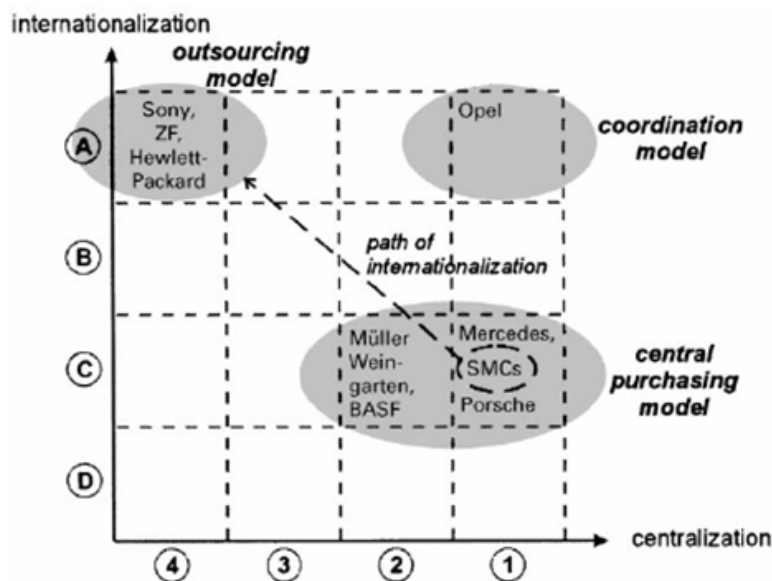 internationalization
outsourcing
model
Sony,
ZF,
Hewlett-
Packard
Opel
coordination
model
A
path of
internationalization
B
Müller
Wein-
garten,
BASF
Mercedes,
SMCs
Porsche
central
purchasing
model
C
D
centralization
4
3
2
1